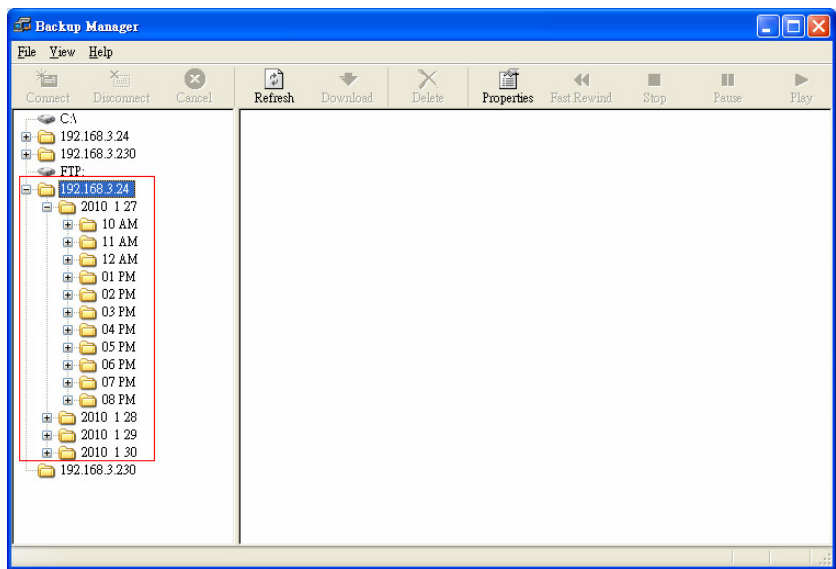 Backup Manager
File View Help
Connect Disconnect Cancel Refresh Download Delete Properties Fast Rewind Stop Pause Play
C:\
192.168.3.24
192.168.3.230
FTP:
192.168.3.24
2010 1 27
10 AM
11 AM
12 AM
01 PM
02 PM
03 PM
04 PM
05 PM
06 PM
07 PM
08 PM
2010 1 28
2010 1 29
2010 1 30
192.168.3.230